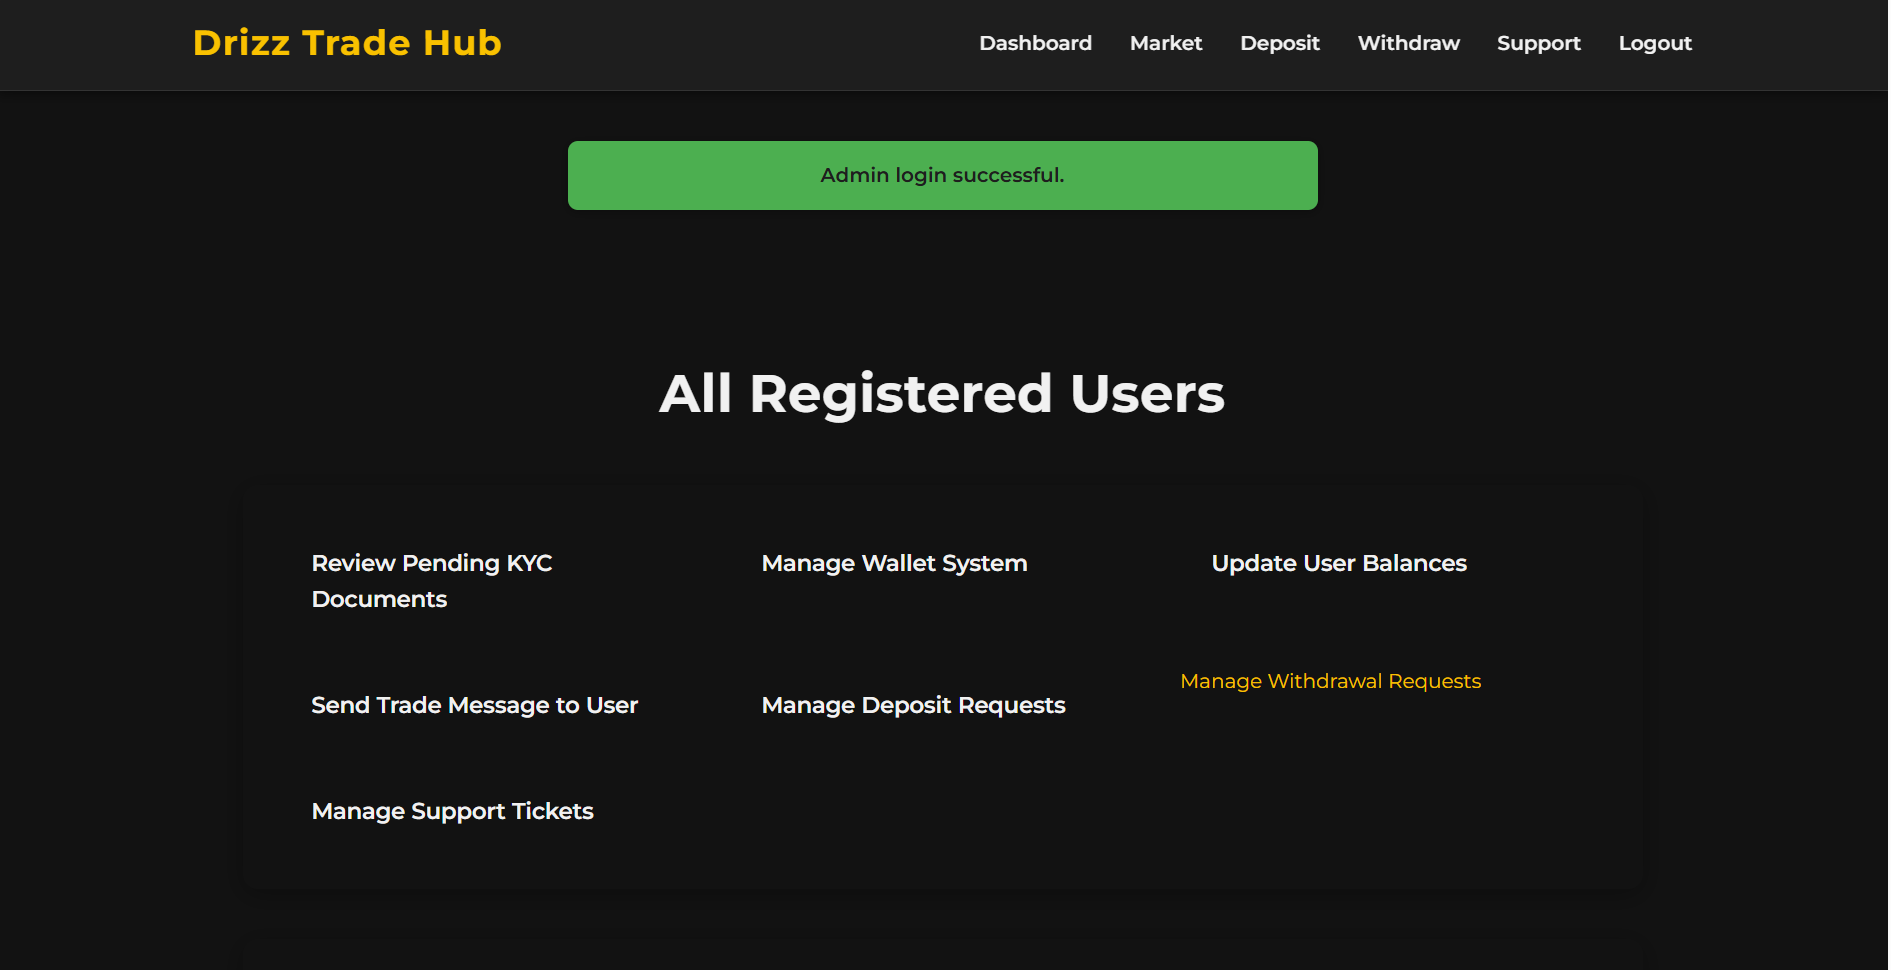 Drizz Trade Hub
Dashboard Market Deposit Withdraw Support Logout
Admin login successful.
All Registered Users
Review Pending KYC
Documents
Manage Wallet System
Update User Balances
Send Trade Message to User
Manage Deposit Requests
Manage Withdrawal Requests
Manage Support Tickets